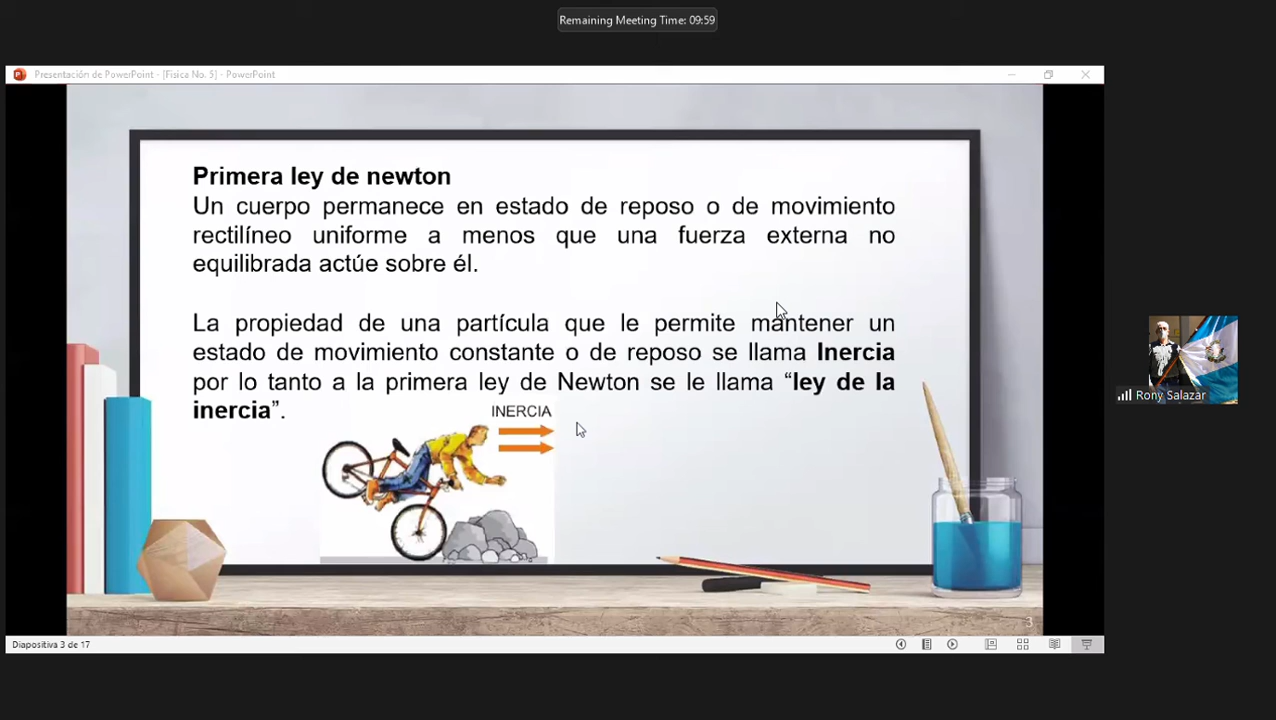 Remaining Meeting Time: 09:59
Presentación de PowerPoint - [Fisica No. 5] - PowerPoint
Primera ley de newton
Un cuerpo permanece en estado de reposo o de movimiento
rectilíneo uniforme a menos que una fuerza externa no
equilibrada actúe sobre él.
La propiedad de una partícula que le permite mantener un
estado de movimiento constante o de reposo se llama Inercia
por lo tanto a la primera ley de Newton se le llama “ley de la
inercia”.
INERCIA
Rony Salazar
3
Diapositiva 3 de 17